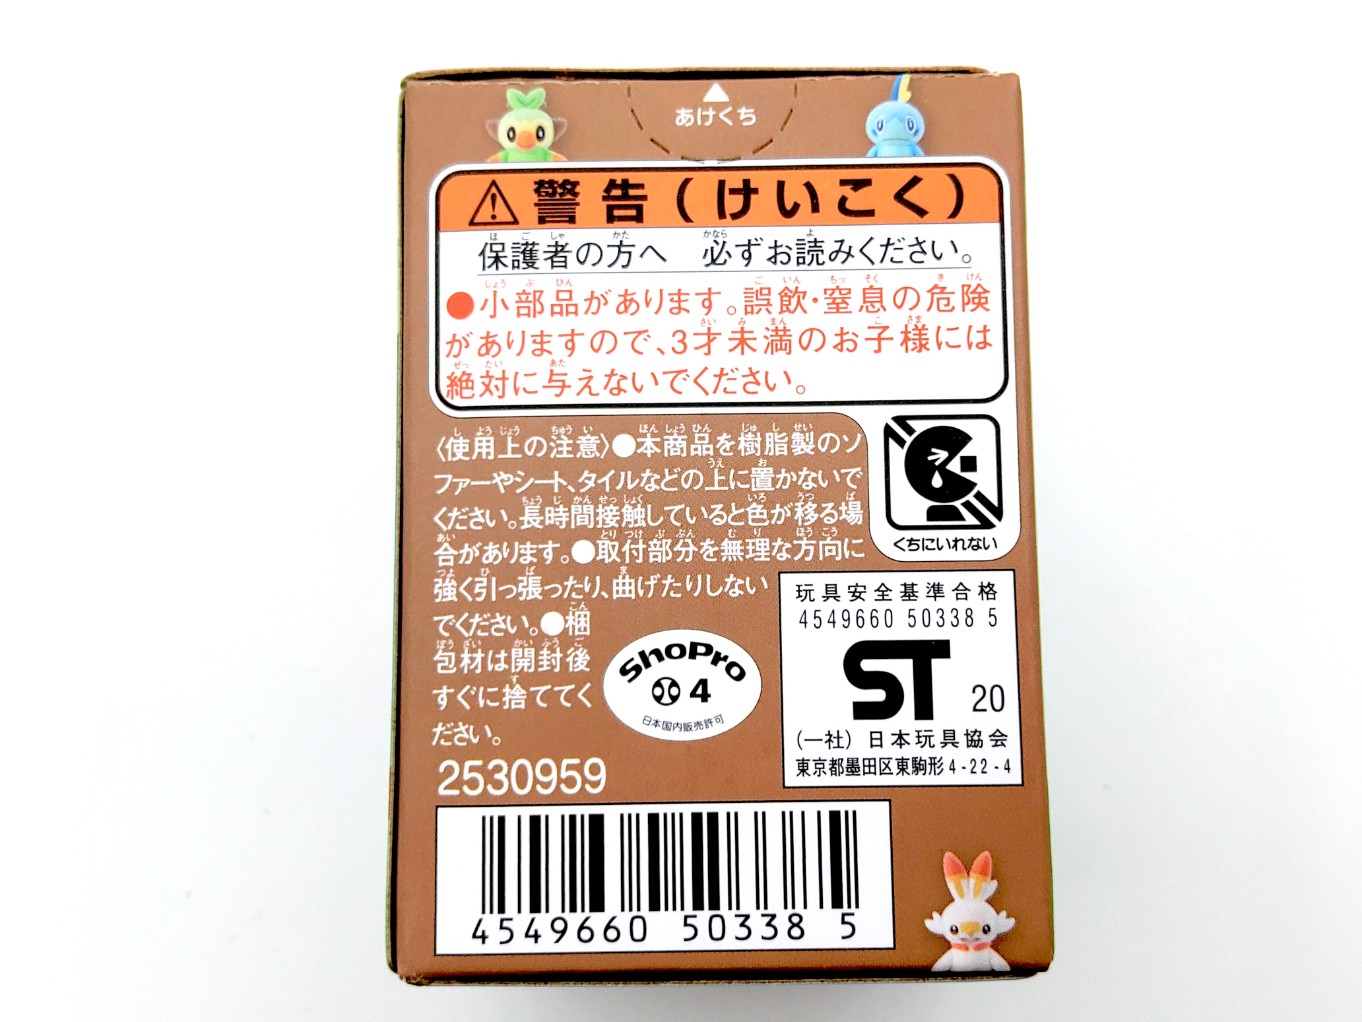 あけくち
警告(けいこく)
保護者の方へ 必ずお読みください。
●小部品があります。誤飲・窒息の危険
がありますので、3才未満のお子様には
絶対に与えないでください。
〈使用上の注意〉●本商品を樹脂製のソ
ファーやシート、タイルなどの上に置かないで
ください。長時間接触していると色が移る場
合があります。●取付部分を無理な方向に
強く引っ張ったり、曲げたりしない
でください。●梱
包材は開封後
すぐに捨ててく
ださい。
くちにいれない
ShoPro
4
日本国内販売許可
玩具安全基準合格
4549660 50338 5
ST 20
(一社) 日本玩具協会
東京都墨田区東駒形4-22-4
2530959
4549660 50338 5